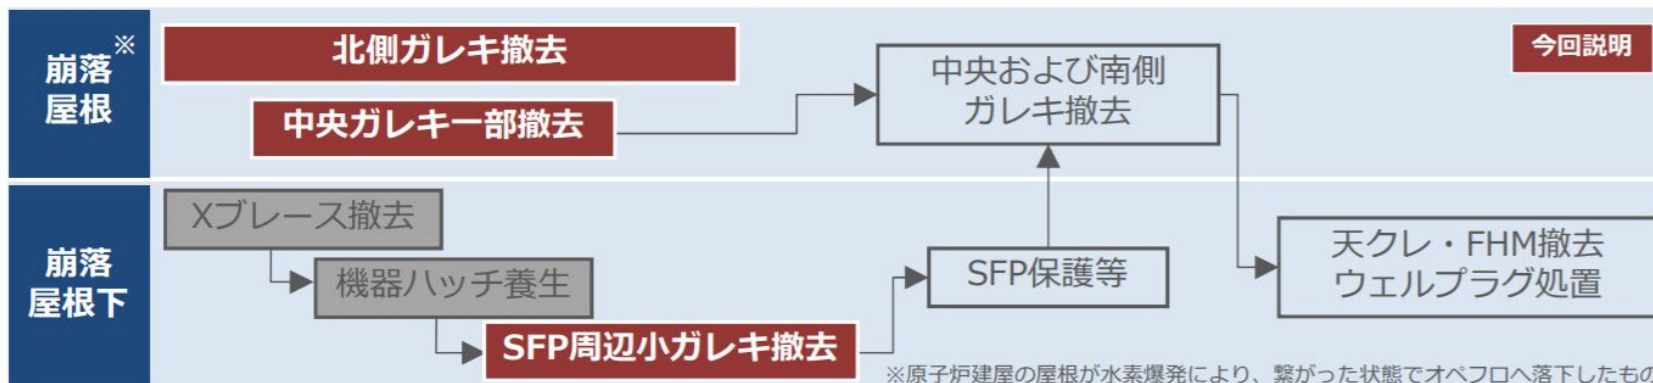 崩落※
屋根
北側ガレキ撤去
今回説明
中央ガレキ一部撤去
中央および南側
ガレキ撤去
崩落
屋根下
Xブレース撤去
機器ハッチ養生
SFP周辺小ガレキ撤去
SFP保護等
天クレ・FHM撤去
ウェルプラグ処置
※原子炉建屋の屋根が水素爆発により、繋がった状態でオペフロへ落下したもの